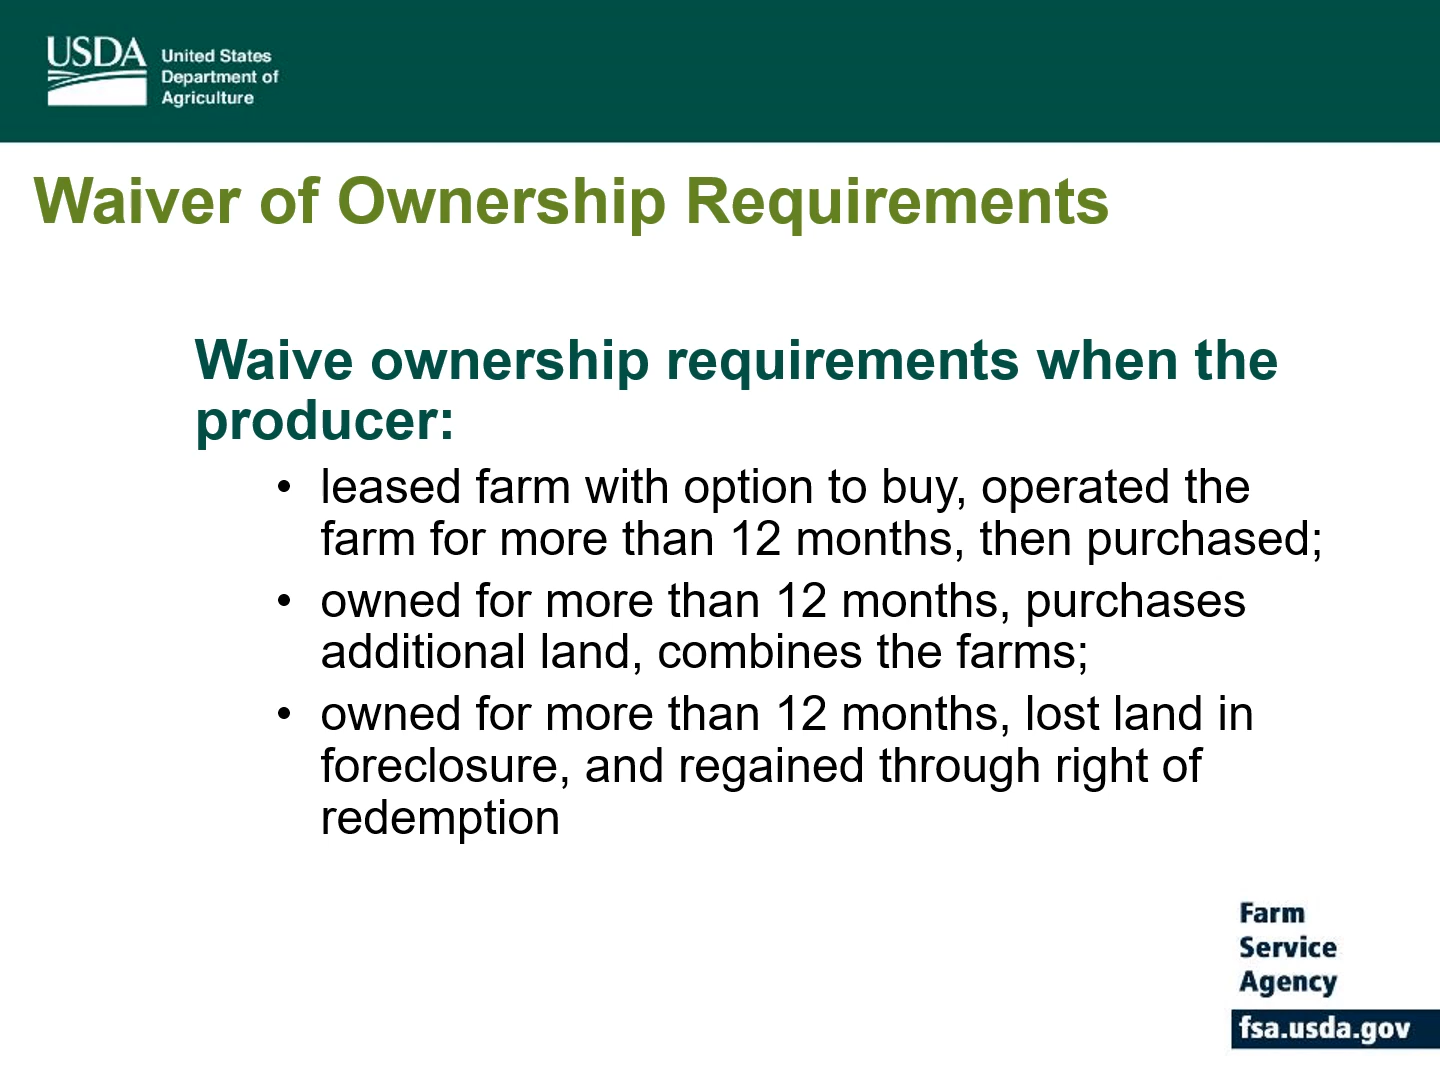 USDA
United States
Department of
Agriculture
Waiver of Ownership Requirements
Waive ownership requirements when the
producer:
• leased farm with option to buy, operated the
farm for more than 12 months, then purchased;
• owned for more than 12 months, purchases
additional land, combines the farms;
• owned for more than 12 months, lost land in
foreclosure, and regained through right of
redemption
Farm
Service
Agency
fsa.usda.gov